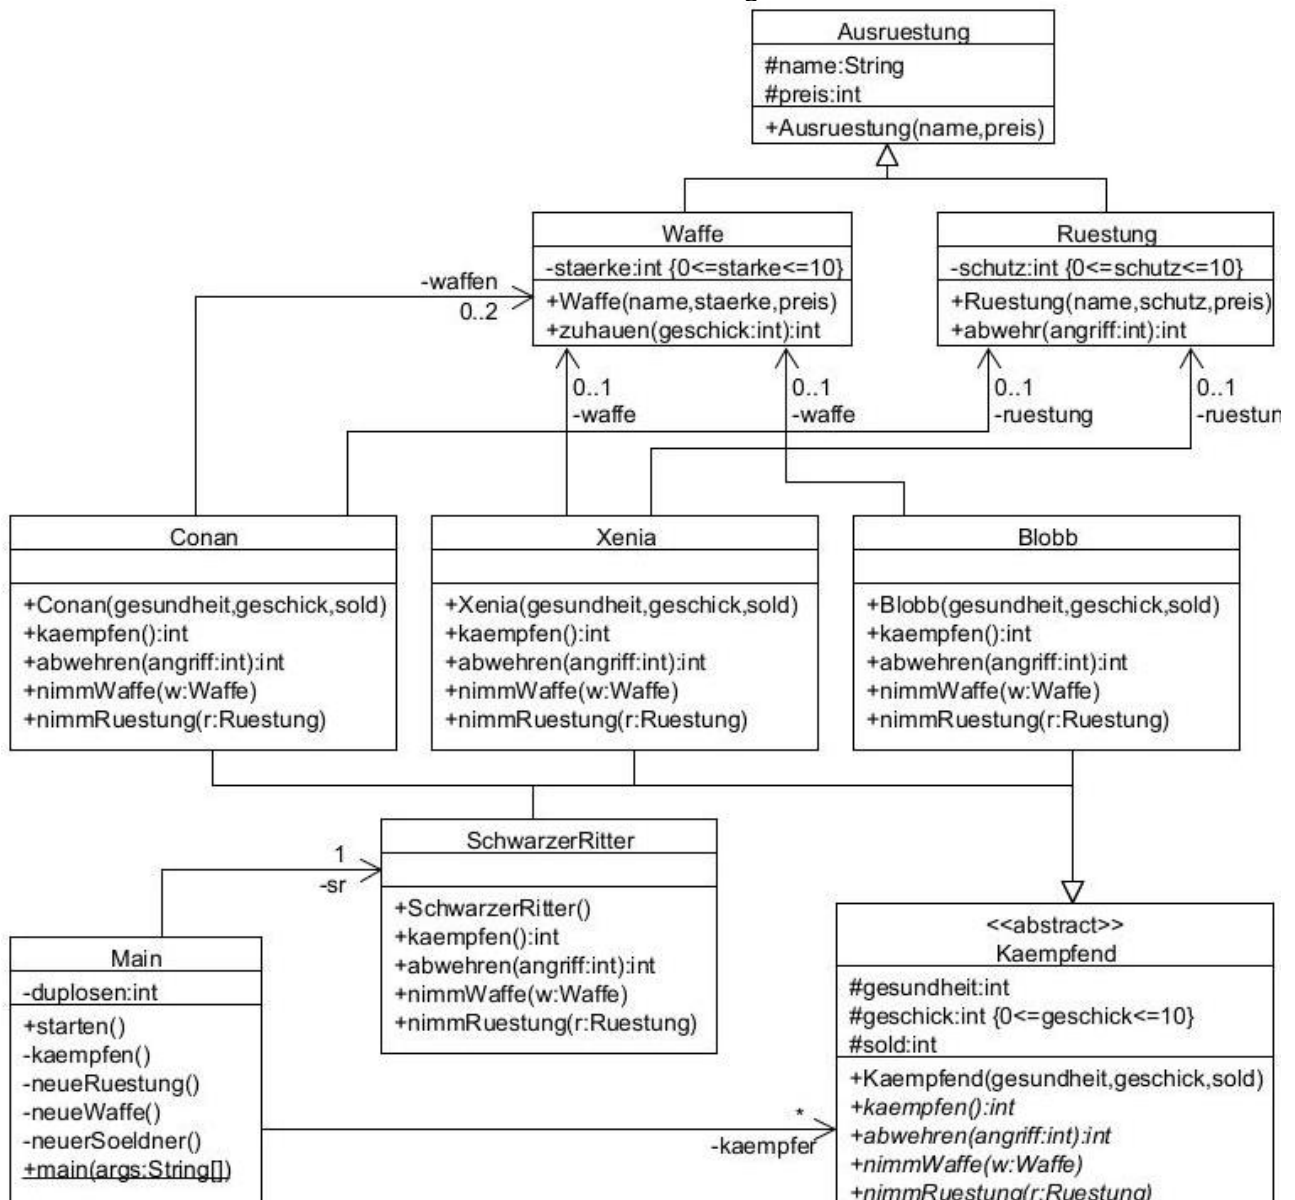 Ausruestung
#name:String
#preis:int
+Ausruestung(name,preis)
Waffe
-staerke:int {0<=starke<=10}
+Waffe(name,staerke,preis)
+zuhauen(geschick:int):int
Ruestung
-schutz:int {0<=schutz<=10}
+Ruestung(name,schutz,preis)
+abwehr(angriff:int):int
-waffen
0..2
0..1
-waffe
0..1
-waffe
0..1
-ruestung
0..1
-ruestun
Conan
+Conan(gesundheit,geschick,sold)
+kaempfen():int
+abwehren(angriff:int):int
+nimmWaffe(w:Waffe)
+nimmRuestung(r:Ruestung)
Xenia
+Xenia(gesundheit,geschick,sold)
+kaempfen():int
+abwehren(angriff:int):int
+nimmWaffe(w:Waffe)
+nimmRuestung(r:Ruestung)
Blobb
+Blobb(gesundheit,geschick,sold)
+kaempfen():int
+abwehren(angriff:int):int
+nimmWaffe(w:Waffe)
+nimmRuestung(r:Ruestung)
1
-sr
SchwarzerRitter
+SchwarzerRitter()
+kaempfen():int
+abwehren(angriff:int):int
+nimmWaffe(w:Waffe)
+nimmRuestung(r:Ruestung)
Main
-duplosen:int
+starten()
-kaempfen()
-neueRuestung()
-neueWaffe()
-neuerSoeldner()
+main(args:String[])
*
-kaempfer
<<abstract>>
Kaempfend
#gesundheit:int
#geschick:int {0<=geschick<=10}
#sold:int
+Kaempfend(gesundheit,geschick,sold)
+kaempfen():int
+abwehren(angriff:int):int
+nimmWaffe(w:Waffe)
+nimmRuestung(r:Ruestung)